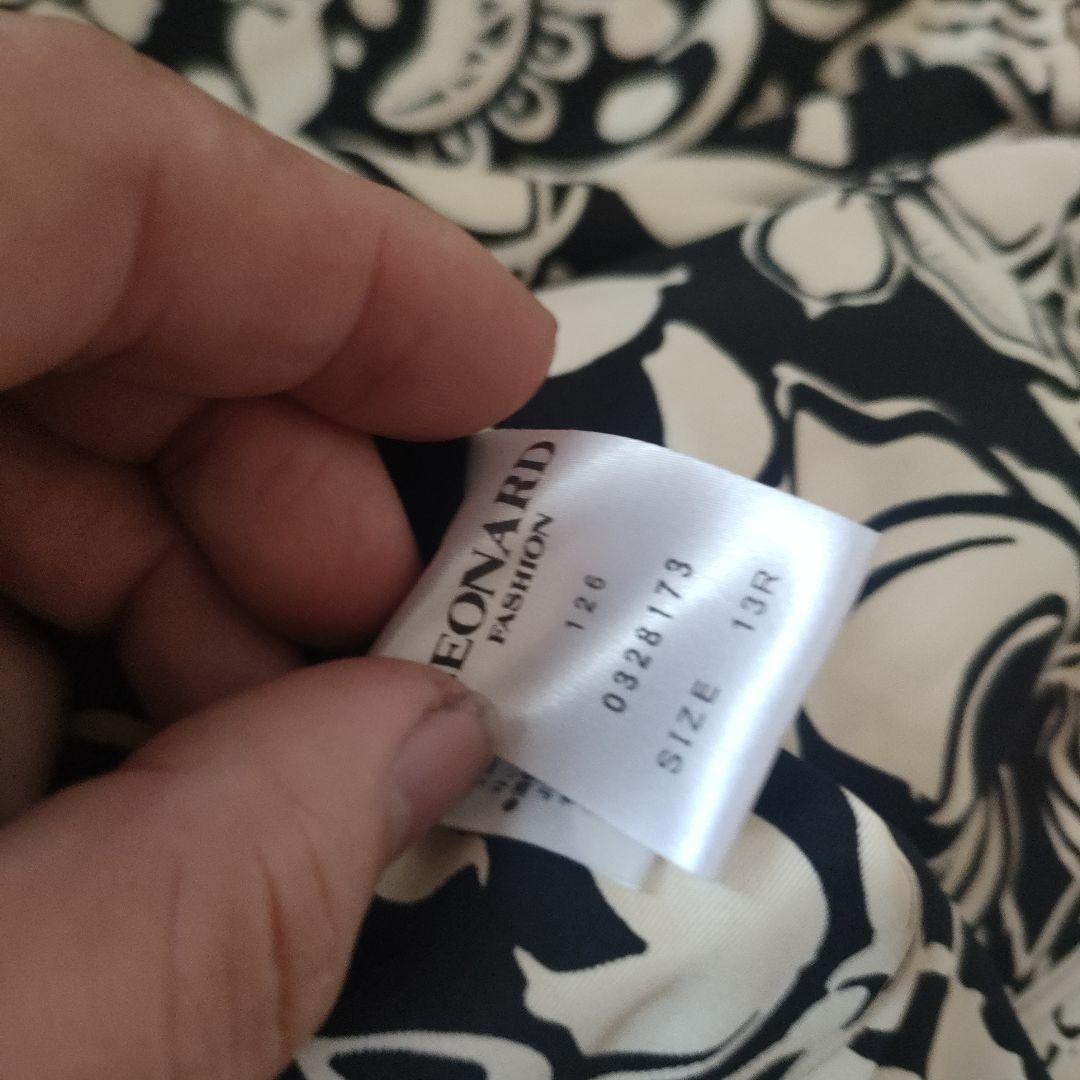 EONARD
FASHION
126
0328173
SIZE 13R